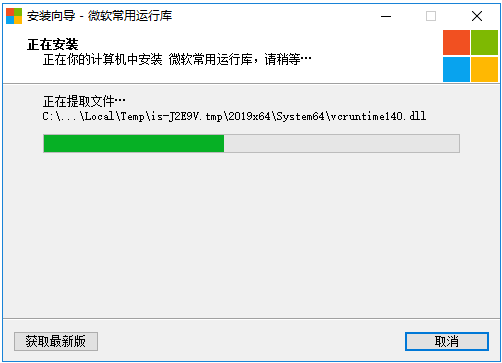 安装向导 - 微软常用运行库
正在安装
正在你的计算机中安装 微软常用运行库，请稍等…
正在提取文件…
C:\...\Local\Temp\is-J2E9V.tmp\2019x64\System64\vcruntime140.dll
获取最新版
取消